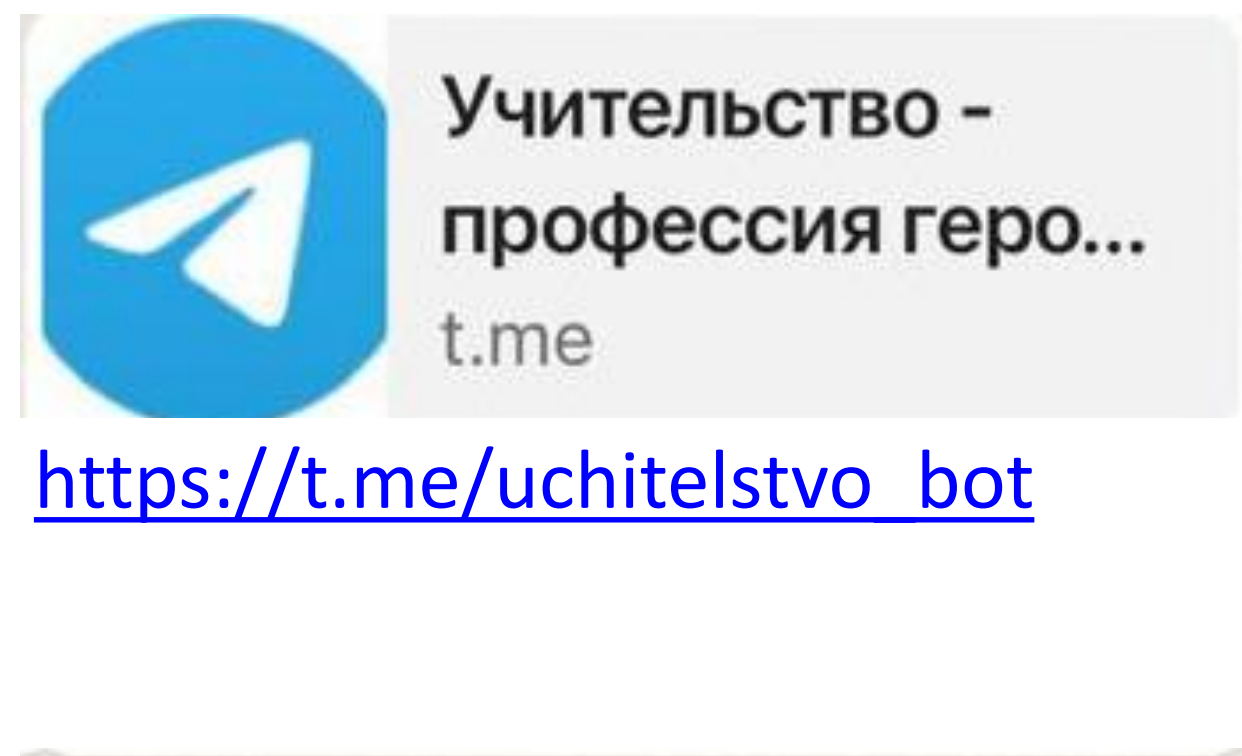 Учительство -
профессия геро...
t.me
https://t.me/uchitelstvo_bot